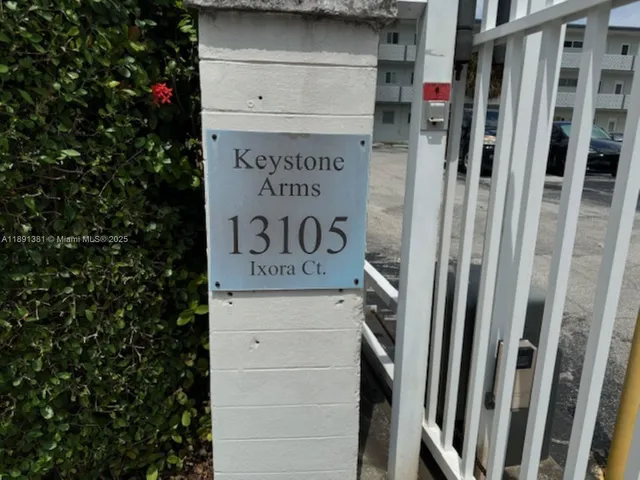 Keystone
Arms
13105
Ixora Ct.
A11891381 | © Miami MLS ® 2025